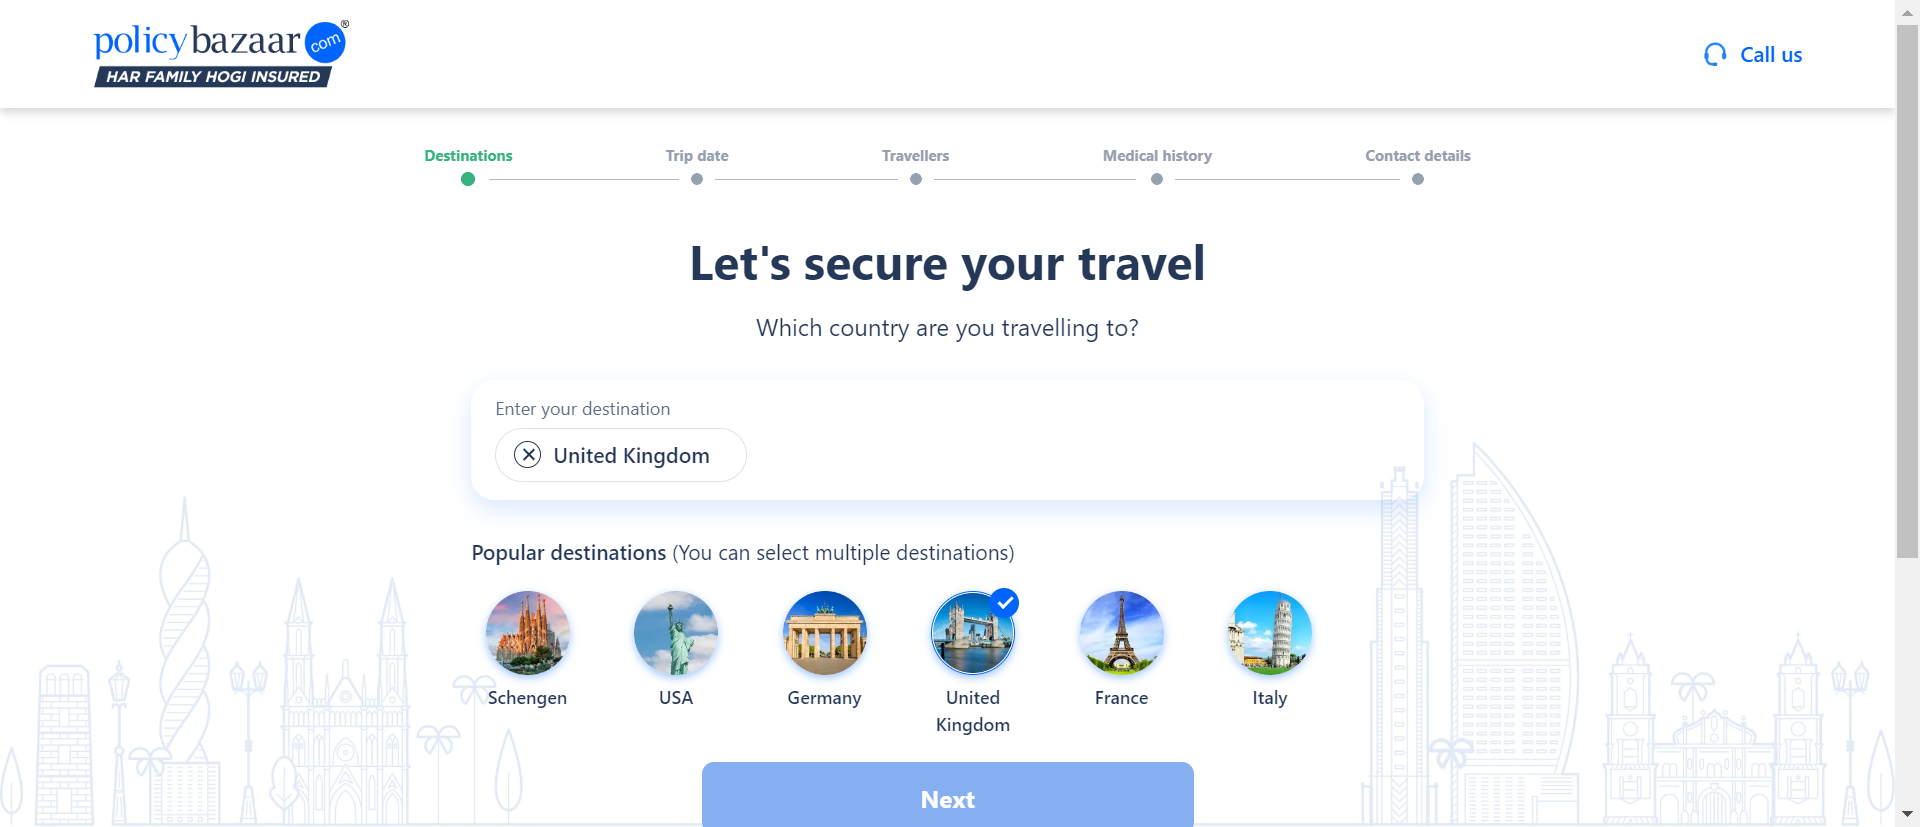 policybazaar com ®
HAR FAMILY HOGI INSURED
Call us
Destinations
Trip date
Travellers
Medical history
Contact details
Let's secure your travel
Which country are you travelling to?
Enter your destination
United Kingdom
Popular destinations (You can select multiple destinations)
Schengen
USA
Germany
United
Kingdom
France
Italy
Next